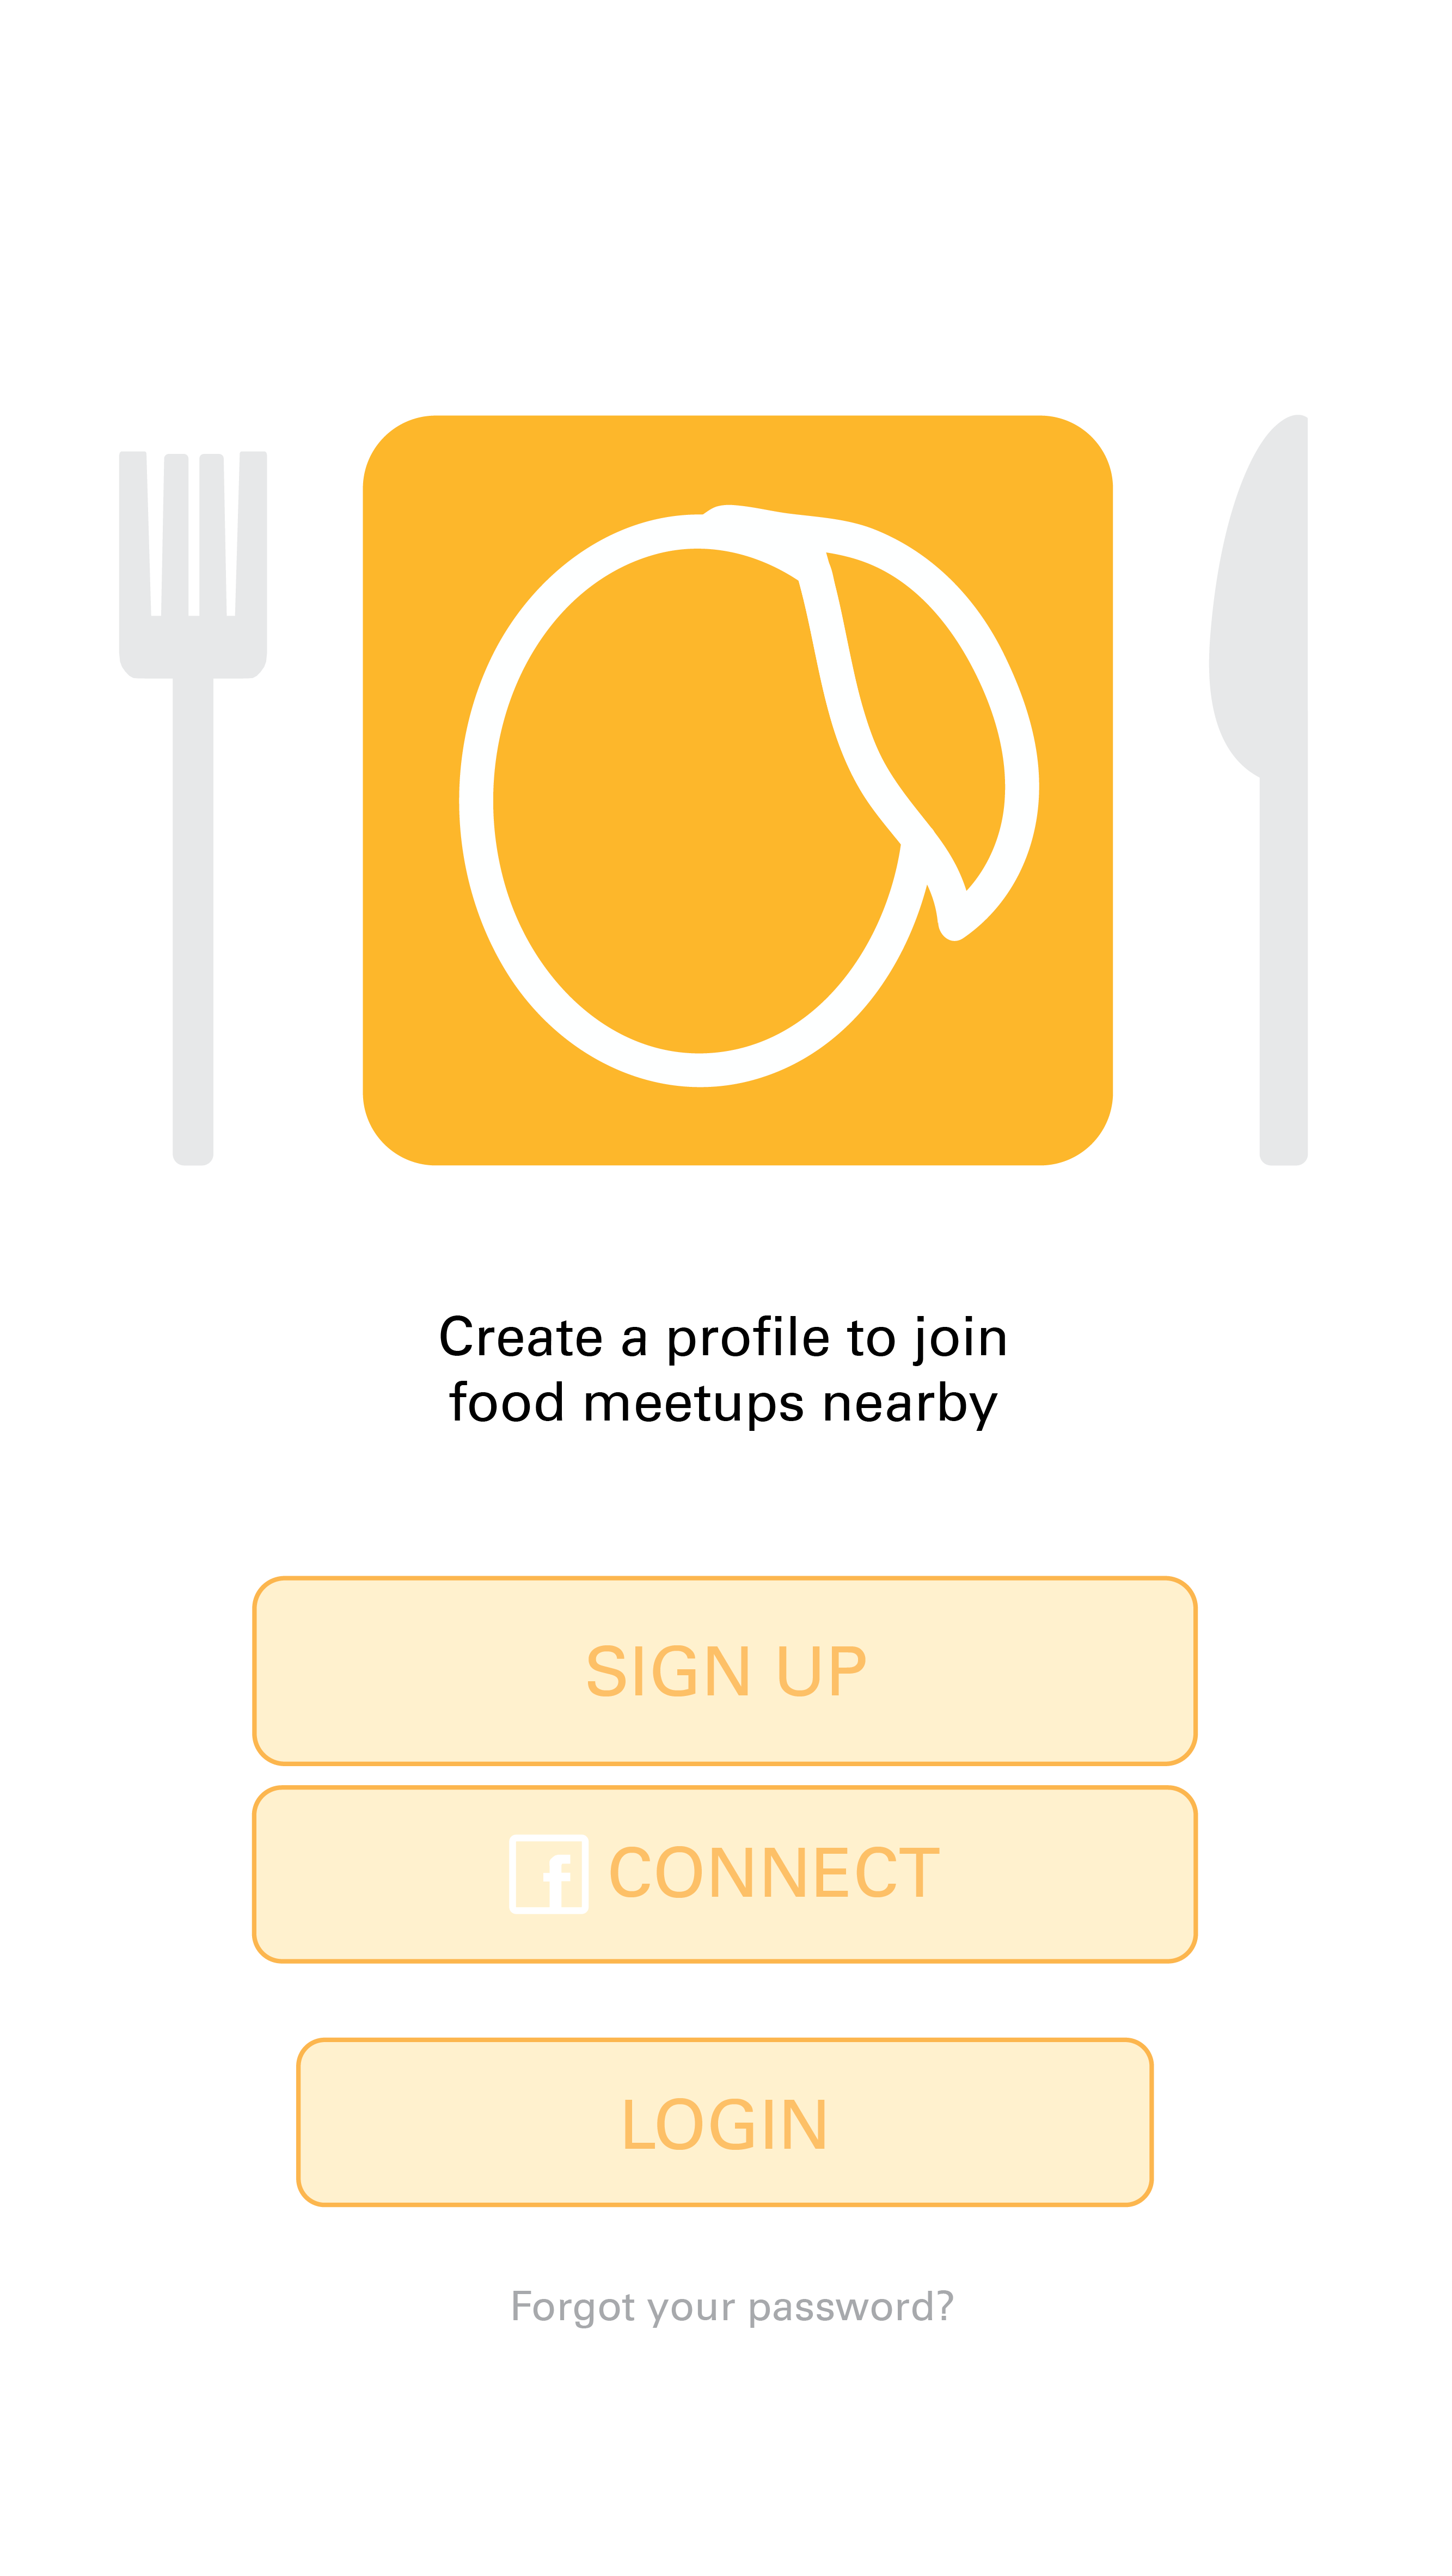 Create a profile to join
food meetups nearby
SIGN UP
f CONNECT
LOGIN
Forgot your password?